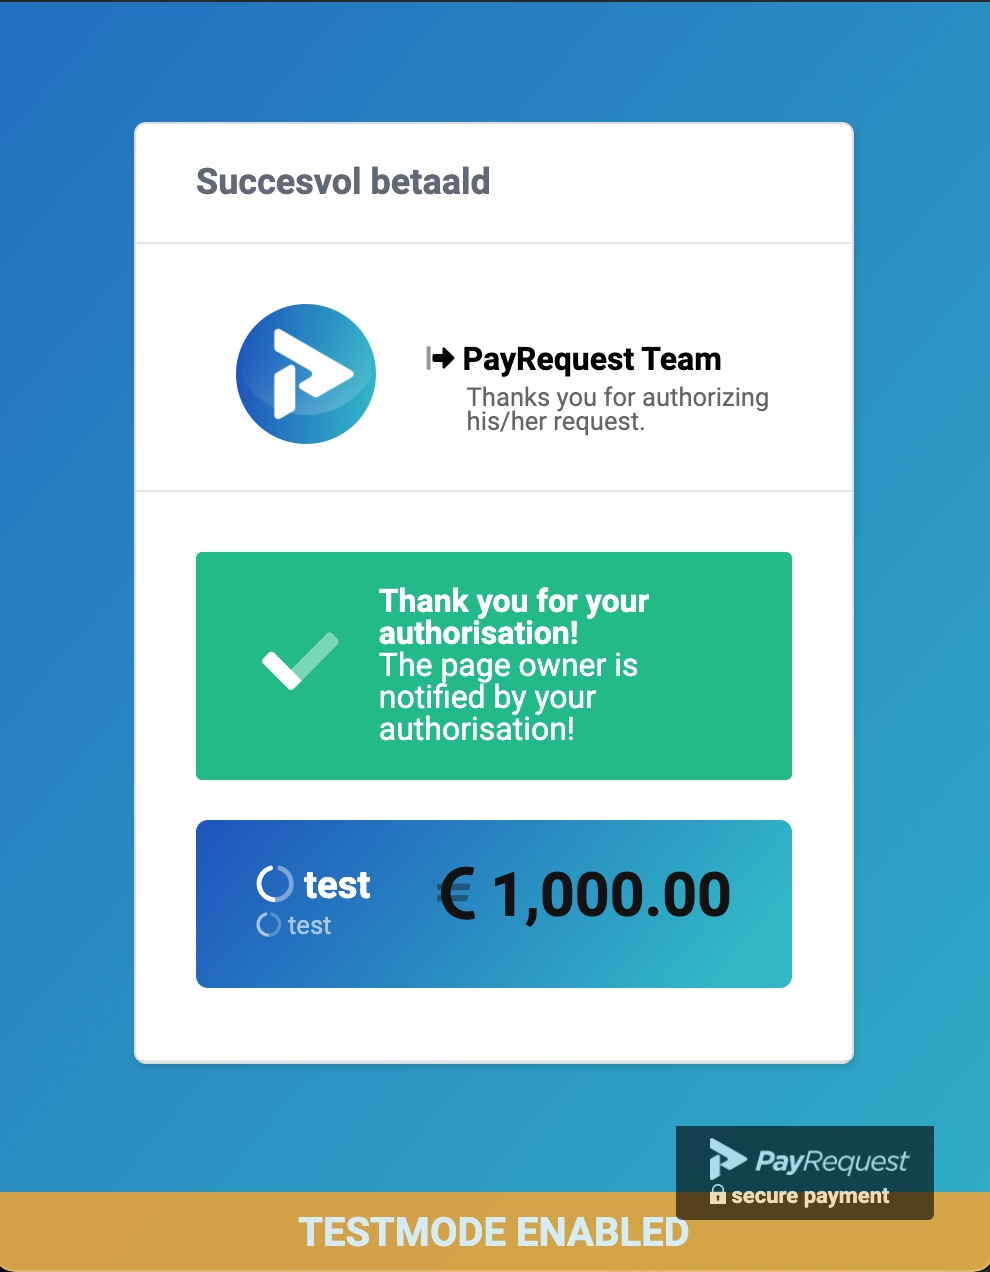 Succesvol betaald
PayRequest Team
Thanks you for authorizing
his/her request.
Thank you for your
authorisation!
The page owner is
notified by your
authorisation!
test
€ 1,000.00
test
PayRequest
secure payment
TESTMODE ENABLED